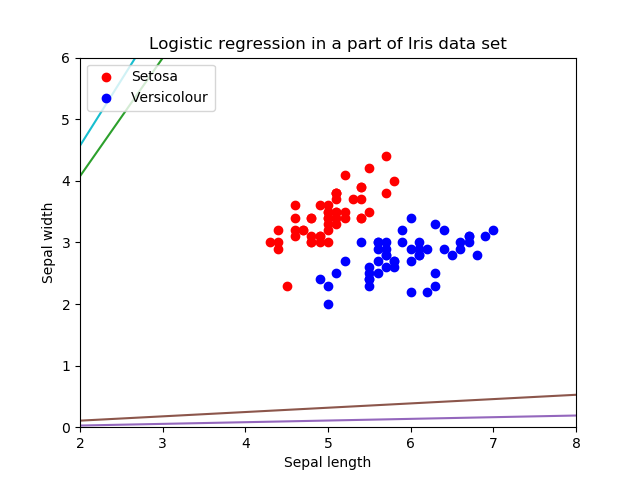 Logistic regression in a part of Iris data set
Setosa
Versicolour
6
5
4
3
2
1
0
Sepal width
2 3 4 5 6 7 8
Sepal length